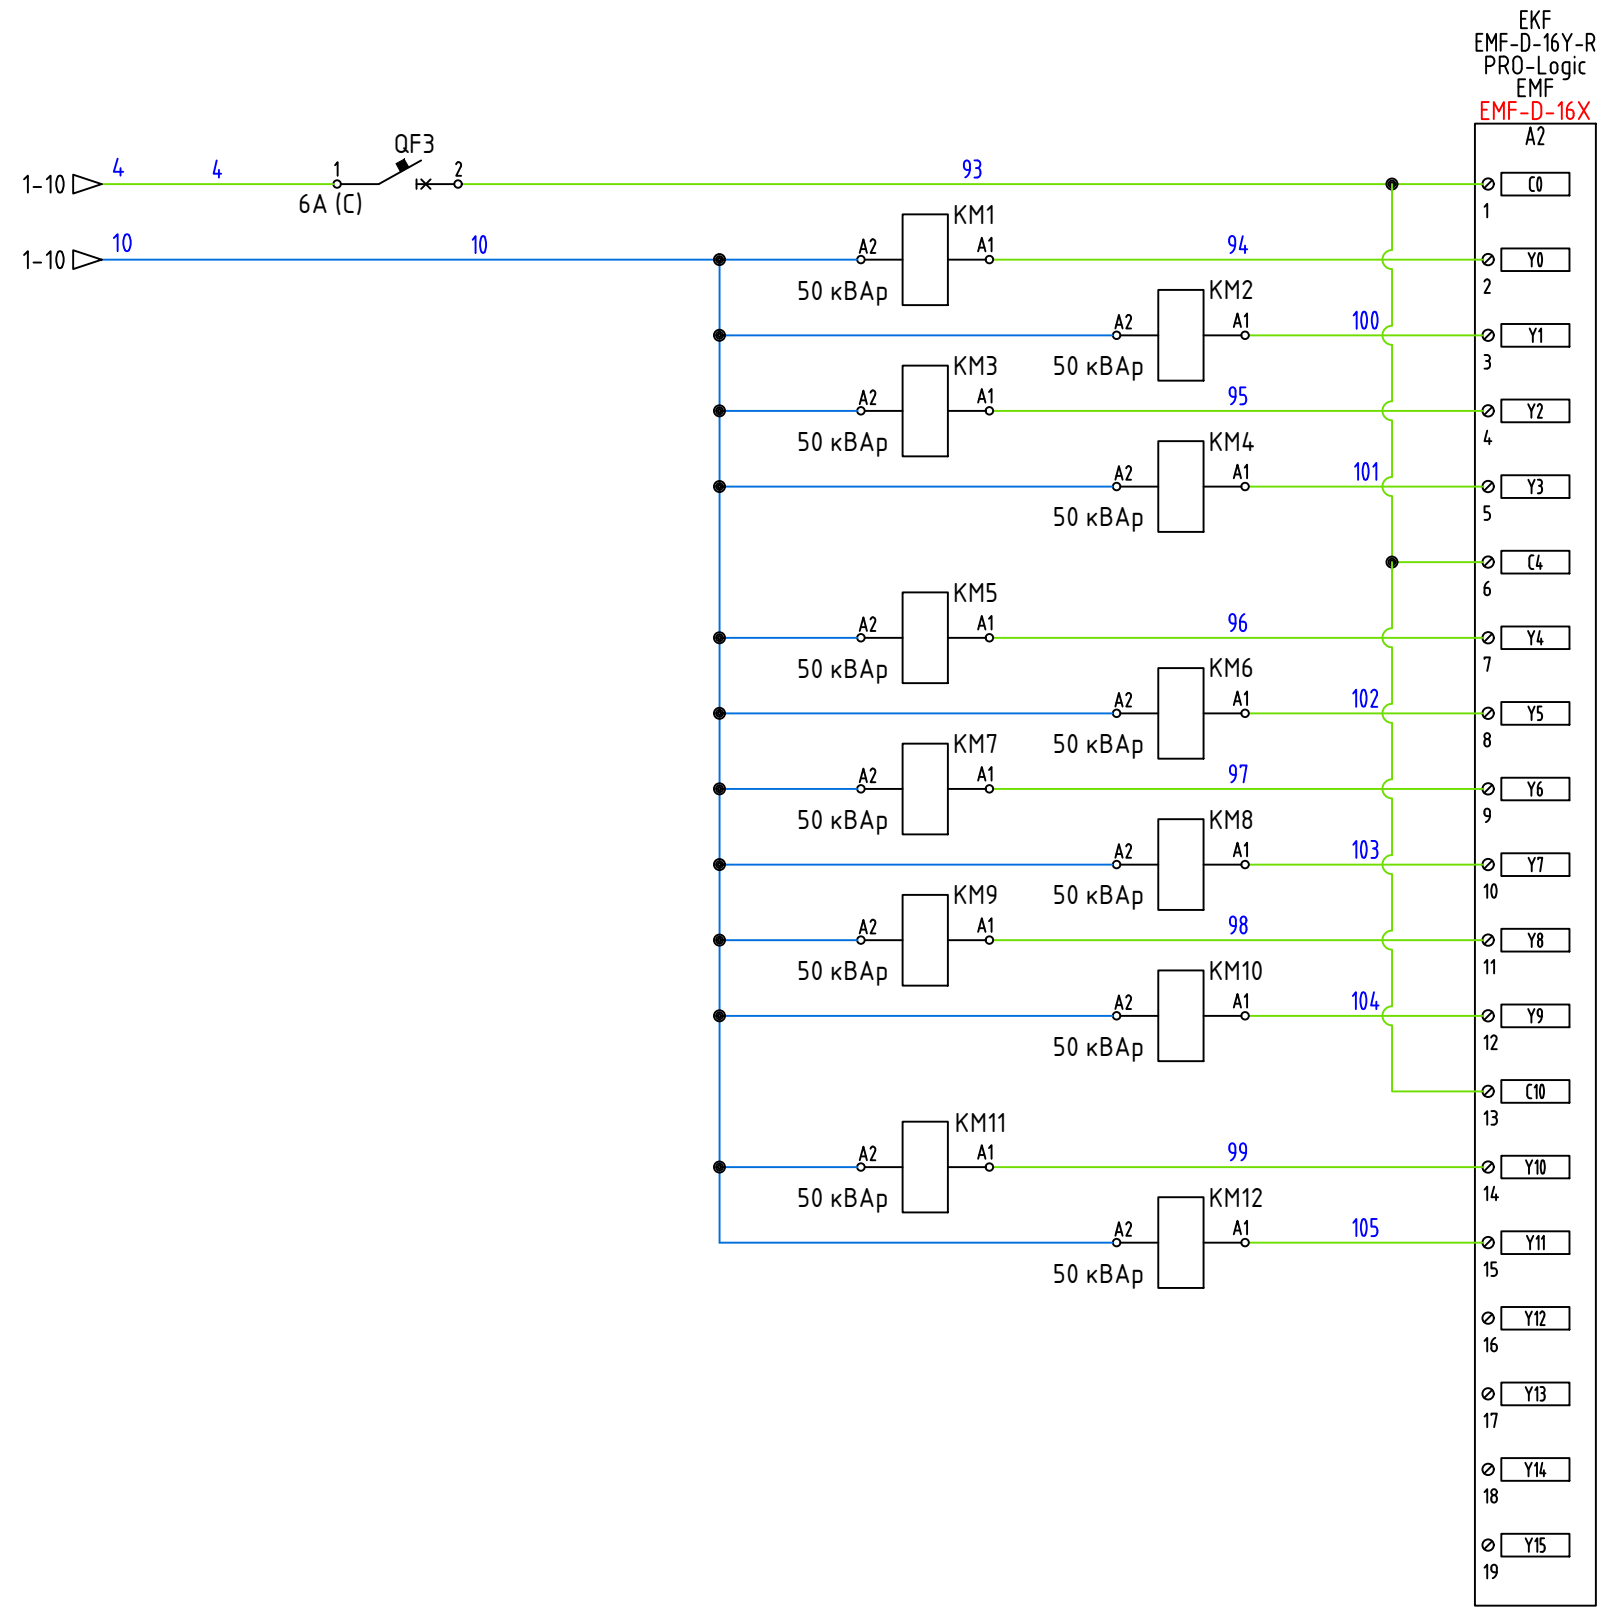 EKF
EMF-D-16Y-R
PRO-Logic
EMF
EMF-D-16X
A2
1-10 4 4 1 QF3 2 93 C0
6А (C) 1
1-10 10 10 A2 KM1 A1 94 Y0
50 кВАр 2
A2 KM2 A1 100 Y1
50 кВАр 3
A2 KM3 A1 95 Y2
50 кВАр 4
A2 KM4 A1 101 Y3
50 кВАр 5
C4
6
A2 KM5 A1 96 Y4
50 кВАр 7
A2 KM6 A1 102 Y5
50 кВАр 8
A2 KM7 A1 97 Y6
50 кВАр 9
A2 KM8 A1 103 Y7
50 кВАр 10
A2 KM9 A1 98 Y8
50 кВАр 11
A2 KM10 A1 104 Y9
50 кВАр 12
C10
13
A2 KM11 A1 99 Y10
50 кВАр 14
A2 KM12 A1 105 Y11
50 кВАр 15
Y12
16
Y13
17
Y14
18
Y15
19